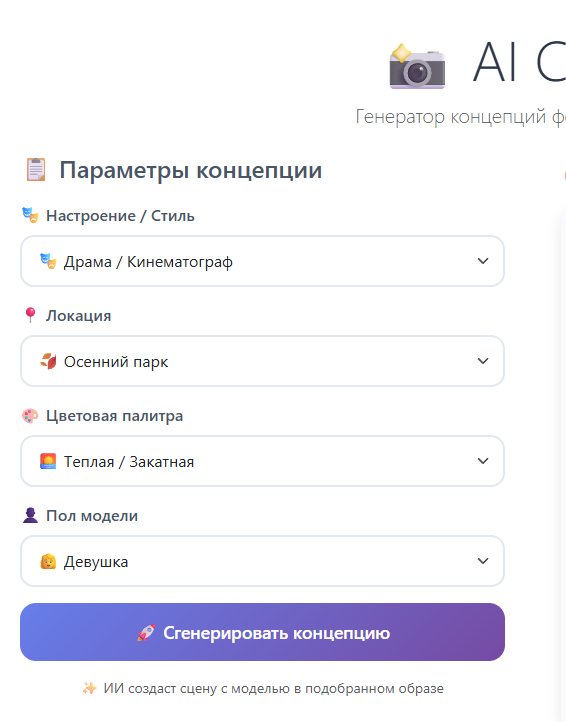 AI
Генератор концепций
Параметры концепции
Настроение / Стиль
Драма / Кинематограф
Локация
Осенний парк
Цветовая палитра
Теплая / Закатная
Пол модели
Девушка
Сгенерировать концепцию
ИИ создаст сцену с моделью в подобранном образе